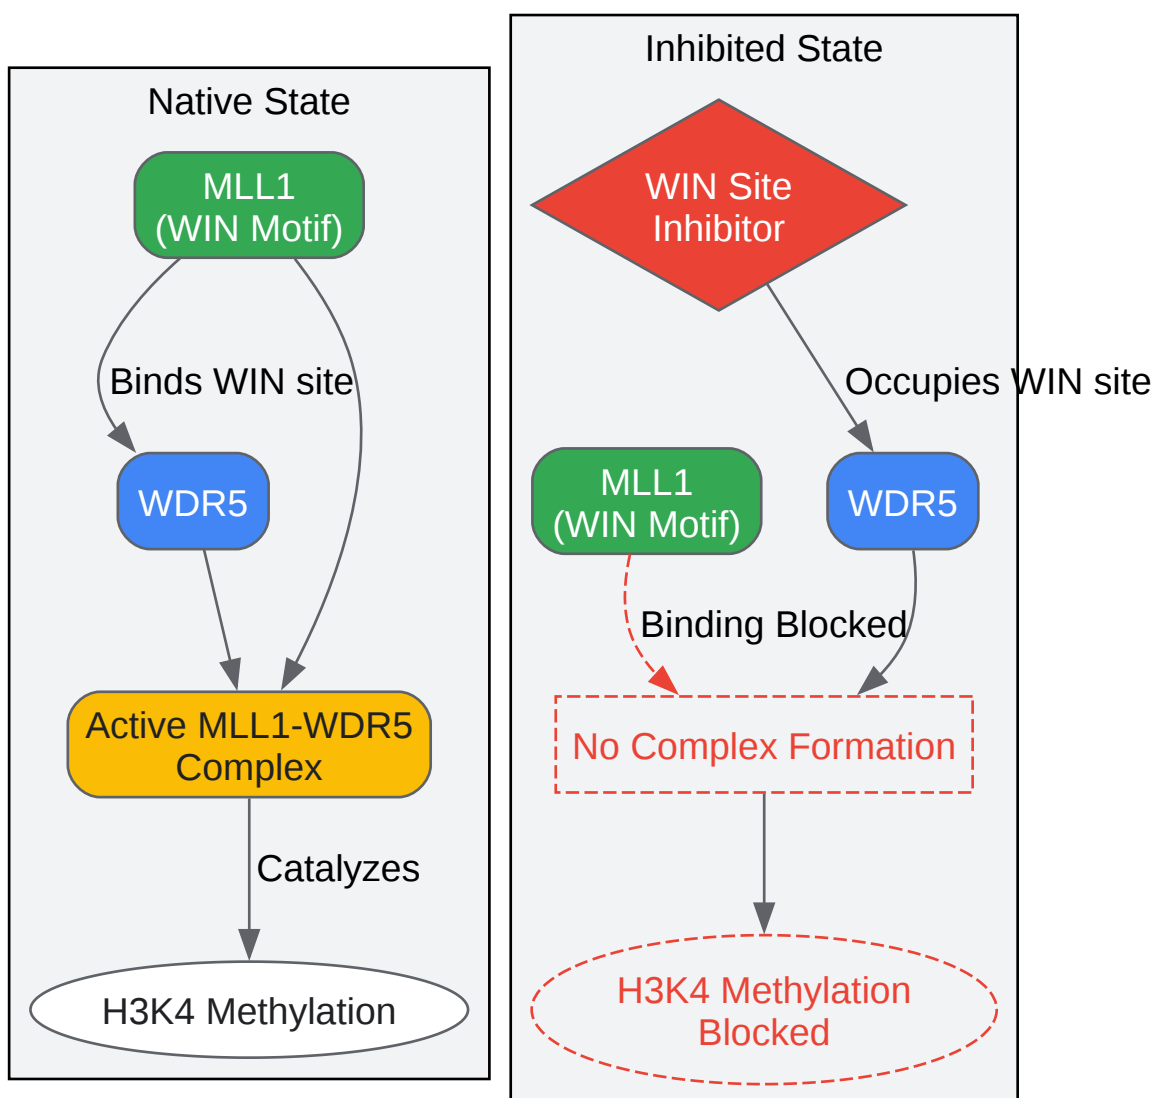 Native State
MLL1
(WIN Motif)
Binds WIN site
WDR5
Active MLL1-WDR5
Complex
Catalyzes
H3K4 Methylation
Inhibited State
WIN Site
Inhibitor
Occupies WIN site
MLL1
(WIN Motif)
WDR5
Binding Blocked
No Complex Formation
H3K4 Methylation
Blocked